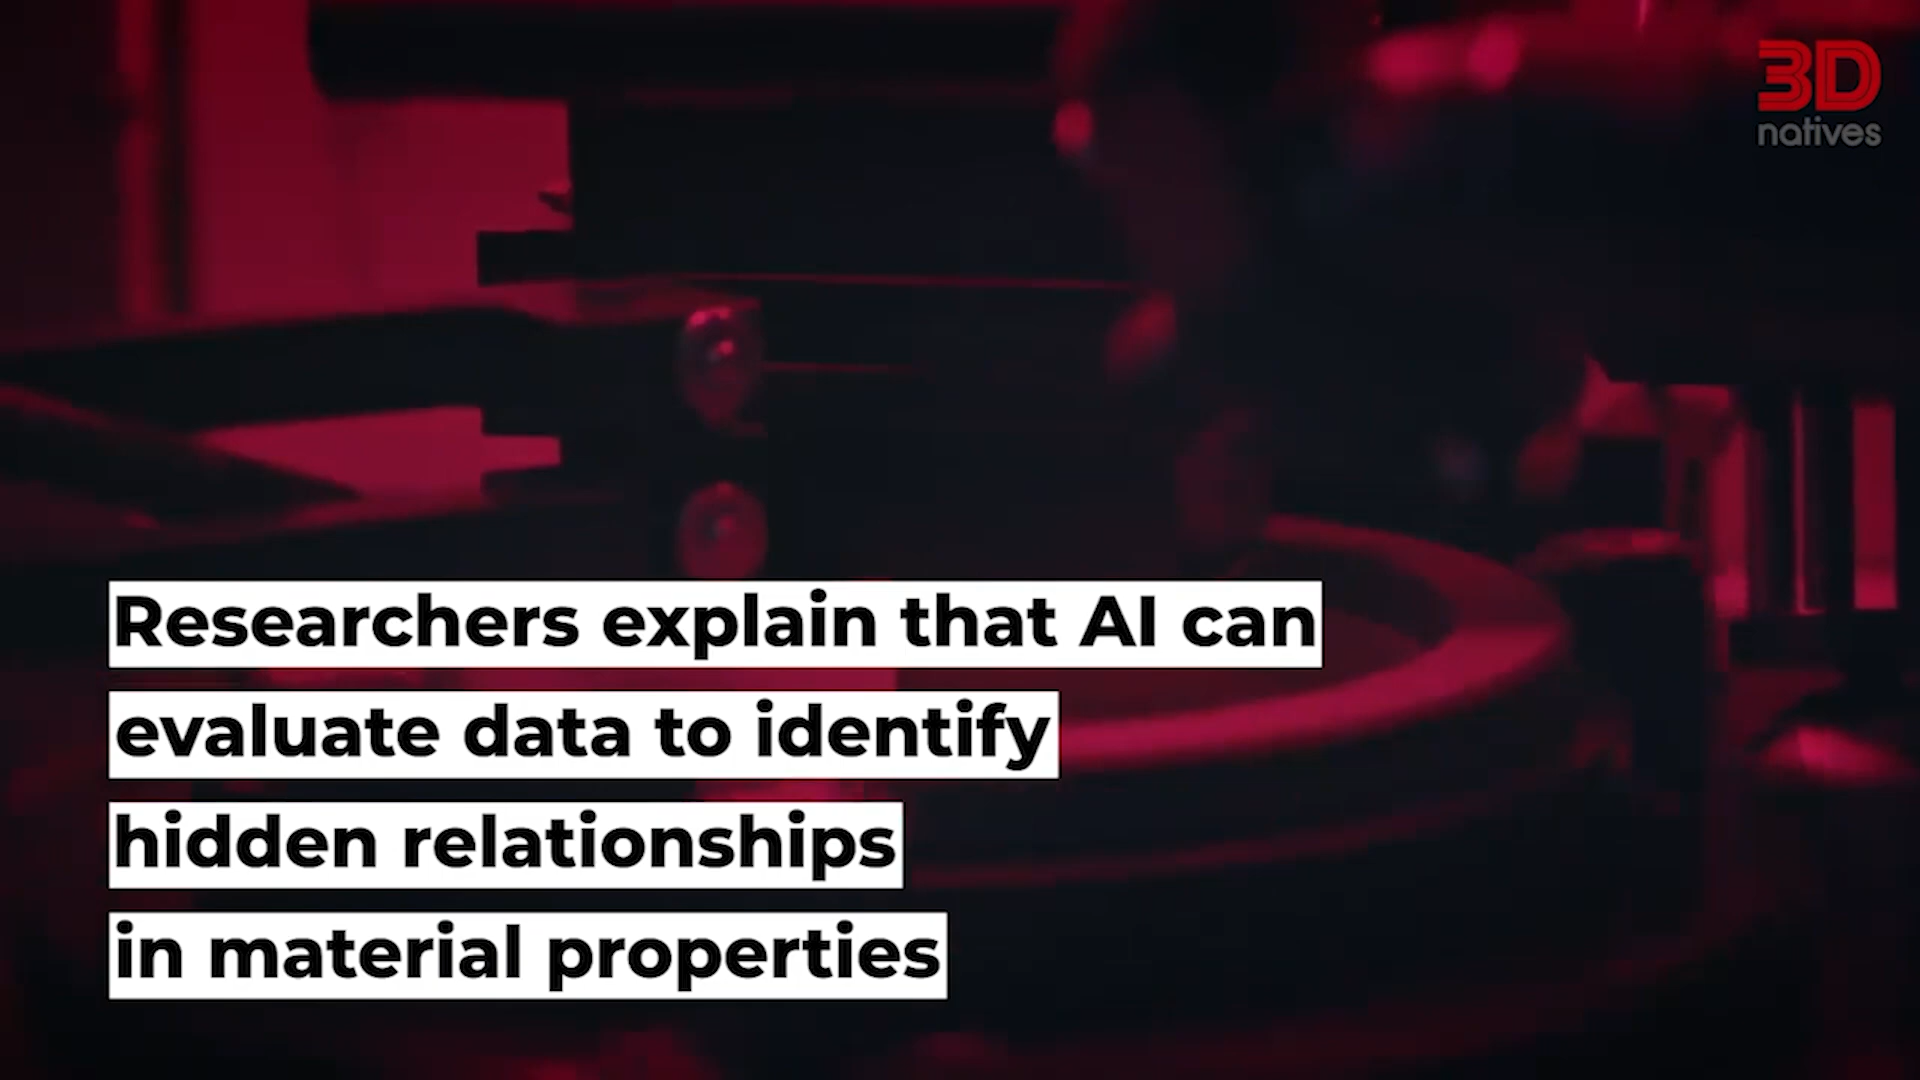 3D
natives
Researchers explain that AI can
evaluate data to identify
hidden relationships
in material properties